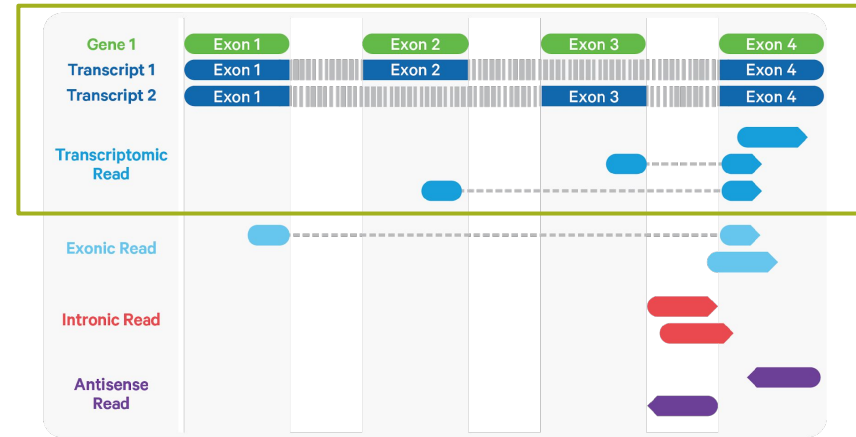 Gene 1 Exon 1 Exon 2 Exon 3 Exon 4
Transcript 1 Exon 1 Exon 2 Exon 4
Transcript 2 Exon 1 Exon 3 Exon 4
Transcriptomic
Read
Exonic Read
Intronic Read
Antisense
Read